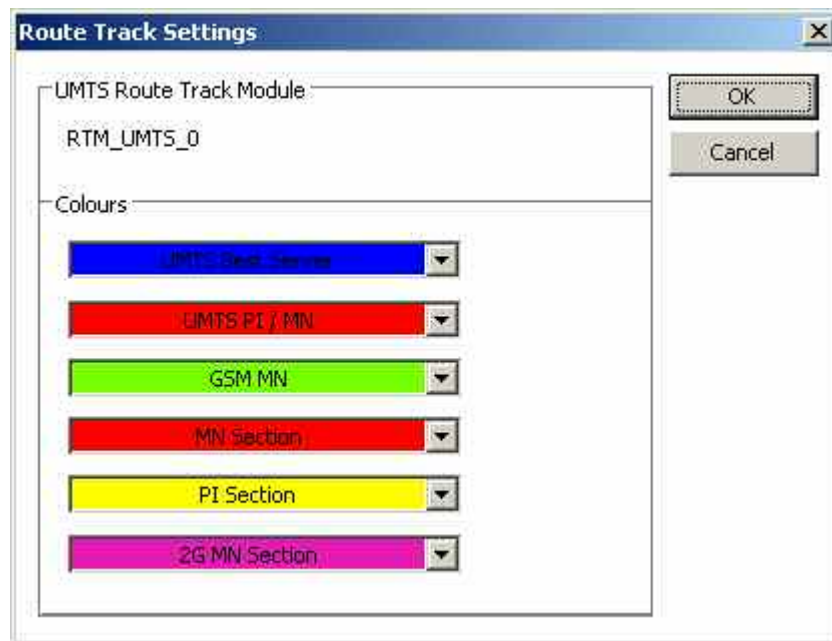 Route Track Settings
UMTS Route Track Module
OK
RTM_UMTS_0
Cancel
Colours
UMTS Best Server
UMTS PI / MN
GSM MN
MN Section
PI Section
2G MN Section